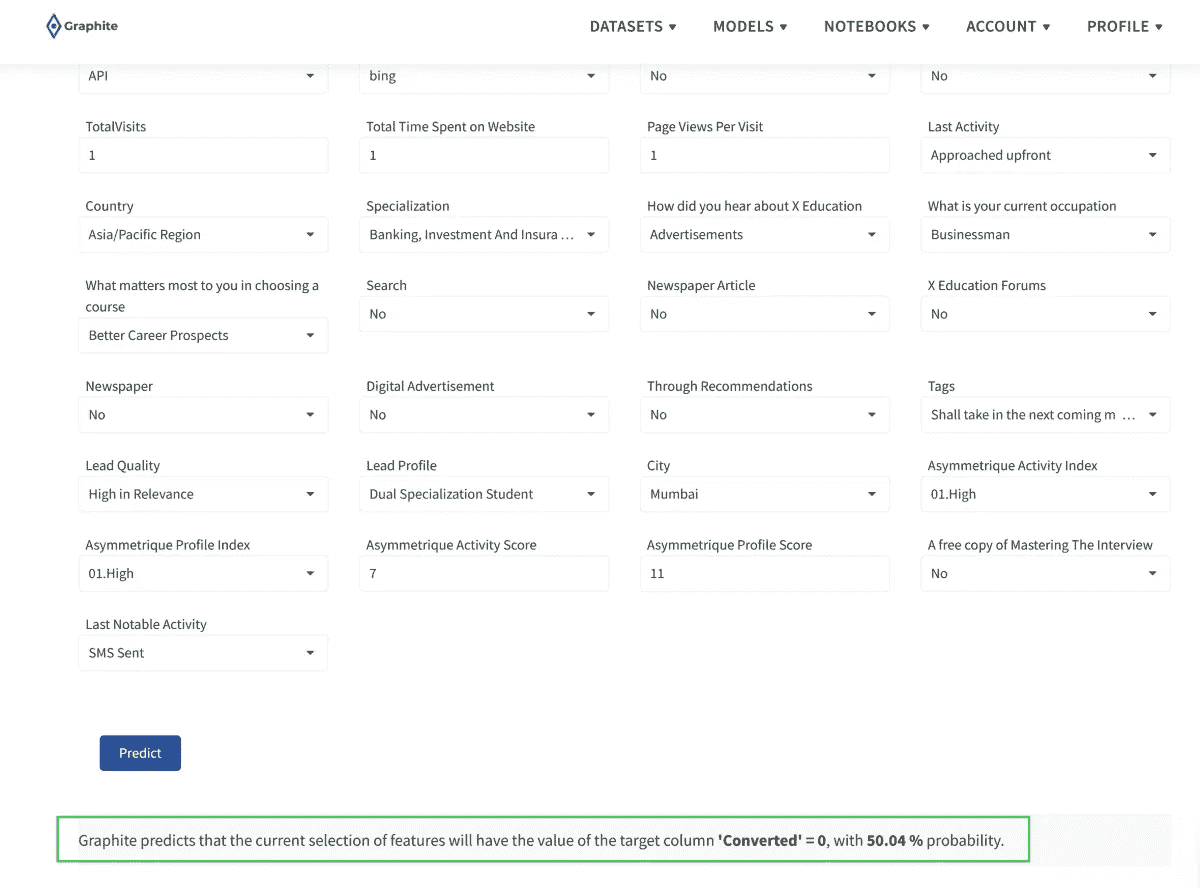 Graphite
DATASETS MODELS NOTEBOOKS ACCOUNT PROFILE
API bing No No
TotalVisits Total Time Spent on Website Page Views Per Visit Last Activity
1 1 1 Approached upfront
Country Specialization How did you hear about X Education What is your current occupation
Asia/Pacific Region Banking, Investment And Insura ... Advertisements Businessman
What matters most to you in choosing a
course
Search Newspaper Article X Education Forums
No No No
Better Career Prospects
Newspaper Digital Advertisement Through Recommendations Tags
No No No Shall take in the next coming m ...
Lead Quality Lead Profile City Asymmetrique Activity Index
High in Relevance Dual Specialization Student Mumbai 01.High
Asymmetrique Profile Index Asymmetrique Activity Score Asymmetrique Profile Score A free copy of Mastering The Interview
01.High 7 11 No
Last Notable Activity
SMS Sent
Predict
Graphite predicts that the current selection of features will have the value of the target column 'Converted' = 0, with 50.04 % probability.